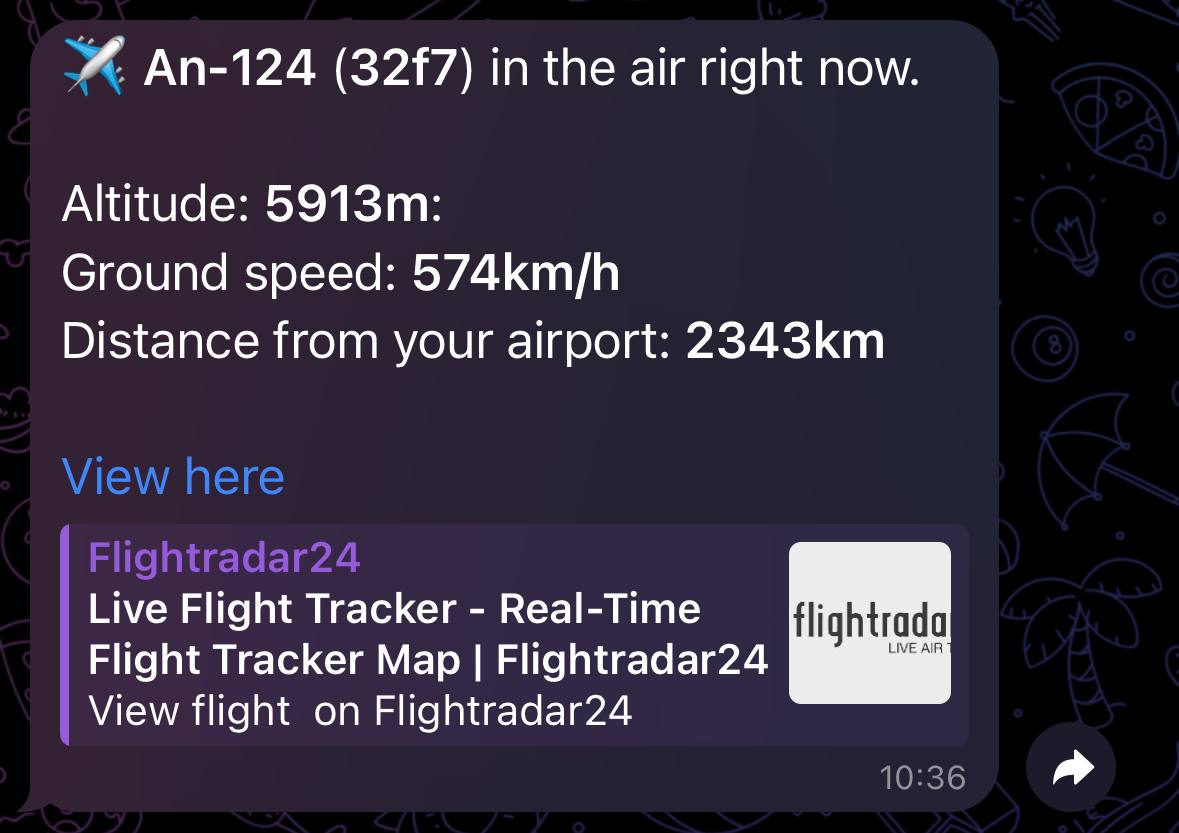 ✈️ An-124 (32f7) in the air right now.
Altitude: 5913m:
Ground speed: 574km/h
Distance from your airport: 2343km
View here
Flightradar24
Live Flight Tracker - Real-Time
Flight Tracker Map | Flightradar24
View flight  on Flightradar24
flightrada
LIVE AIR T
10:36
8